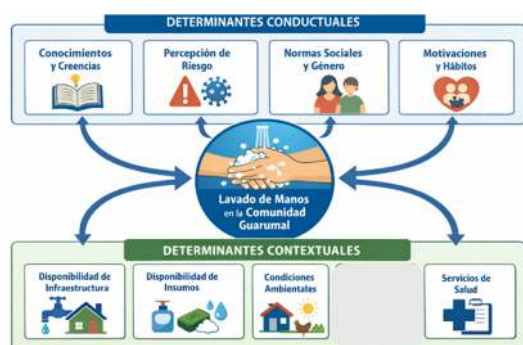 DETERMINANTES CONDUCTUALES
Conocimientos
y Creencias
Percepción de
Riesgo
Normas Sociales
y Género
Motivaciones
y Hábitos
Lavado de Manos
en la Comunidad
Guarumal
DETERMINANTES CONTEXTUALES
Disponibilidad de
Infraestructura
Disponibilidad de
Insumos
Condiciones
Ambientales
Servicios de
Salud